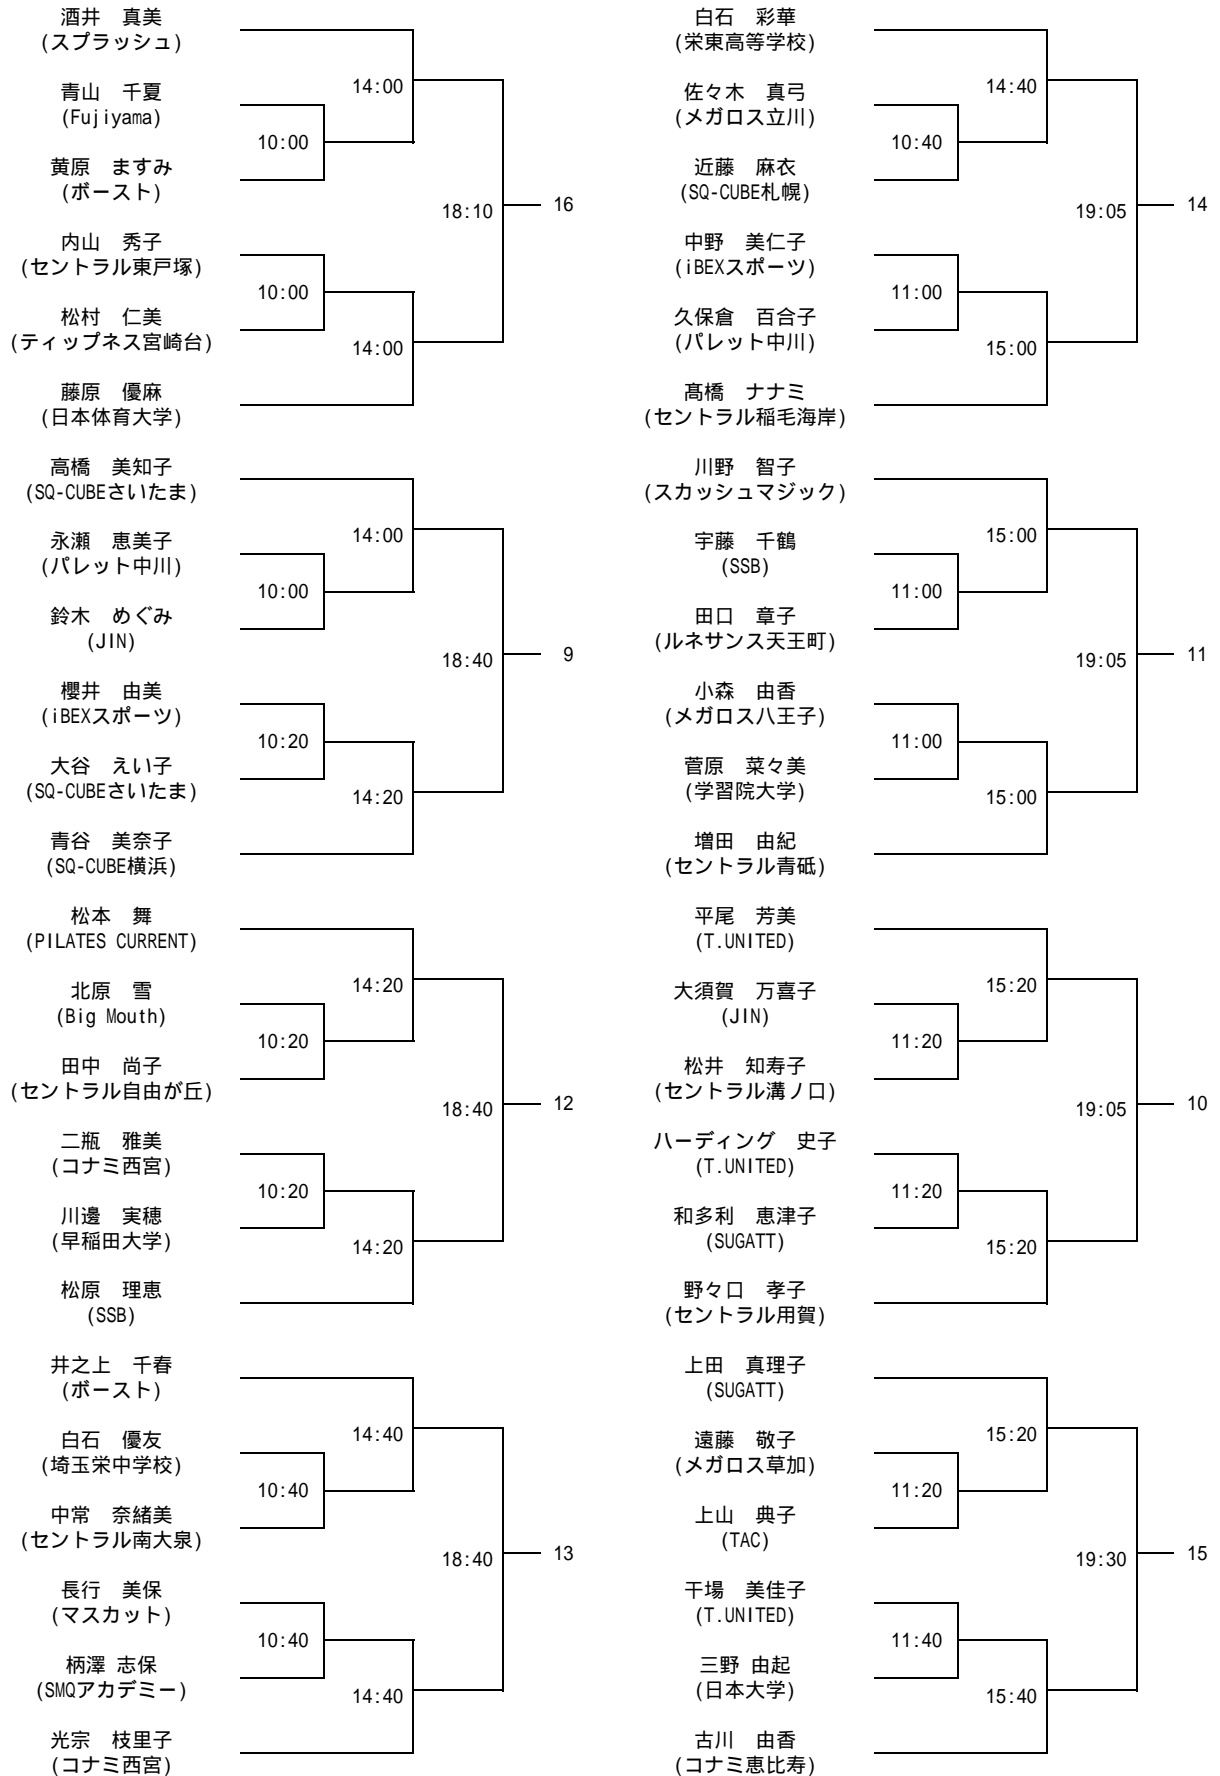 酒井　真美
(スプラッシュ)
14:00
青山　千夏
(Fujiyama)
10:00
黄原　ますみ
(ボースト)
18:10
16
内山　秀子
(セントラル東戸塚)
10:00
松村　仁美
(ティップネス宮崎台)
14:00
藤原　優麻
(日本体育大学)
高橋　美知子
(SQ-CUBEさいたま)
14:00
永瀬　恵美子
(パレット中川)
10:00
鈴木　めぐみ
(JIN)
18:40
9
櫻井　由美
(iBEXスポーツ)
10:20
大谷　えい子
(SQ-CUBEさいたま)
14:20
青谷　美奈子
(SQ-CUBE横浜)
松本　舞
(PILATES CURRENT)
14:20
北原　雪
(Big Mouth)
10:20
田中　尚子
(セントラル自由が丘)
18:40
12
二瓶　雅美
(コナミ西宮)
10:20
川邊　実穂
(早稲田大学)
14:20
松原　理恵
(SSB)
井之上　千春
(ボースト)
14:40
白石　優友
(埼玉栄中学校)
10:40
中常　奈緒美
(セントラル南大泉)
18:40
13
長行　美保
(マスカット)
10:40
柄澤 志保
(SMQアカデミー)
14:40
光宗　枝里子
(コナミ西宮)
白石　彩華
(栄東高等学校)
14:40
佐々木　真弓
(メガロス立川)
10:40
近藤　麻衣
(SQ-CUBE札幌)
19:05
14
中野　美仁子
(iBEXスポーツ)
11:00
久保倉　百合子
(パレット中川)
15:00
髙橋　ナナミ
(セントラル稲毛海岸)
川野　智子
(スカッシュマジック)
15:00
宇藤　千鶴
(SSB)
11:00
田口　章子
(ルネサンス天王町)
19:05
11
小森　由香
(メガロス八王子)
11:00
菅原　菜々美
(学習院大学)
15:00
増田　由紀
(セントラル青砥)
平尾　芳美
(T.UNITED)
15:20
大須賀　万喜子
(JIN)
11:20
松井　知寿子
(セントラル溝ノ口)
19:05
10
ハーディング　史子
(T.UNITED)
11:20
和多利　恵津子
(SUGATT)
15:20
野々口　孝子
(セントラル用賀)
上田　真理子
(SUGATT)
15:20
遠藤　敬子
(メガロス草加)
11:20
上山　典子
(TAC)
19:30
15
干場　美佳子
(T.UNITED)
11:40
三野 由起
(日本大学)
15:40
古川　由香
(コナミ恵比寿)